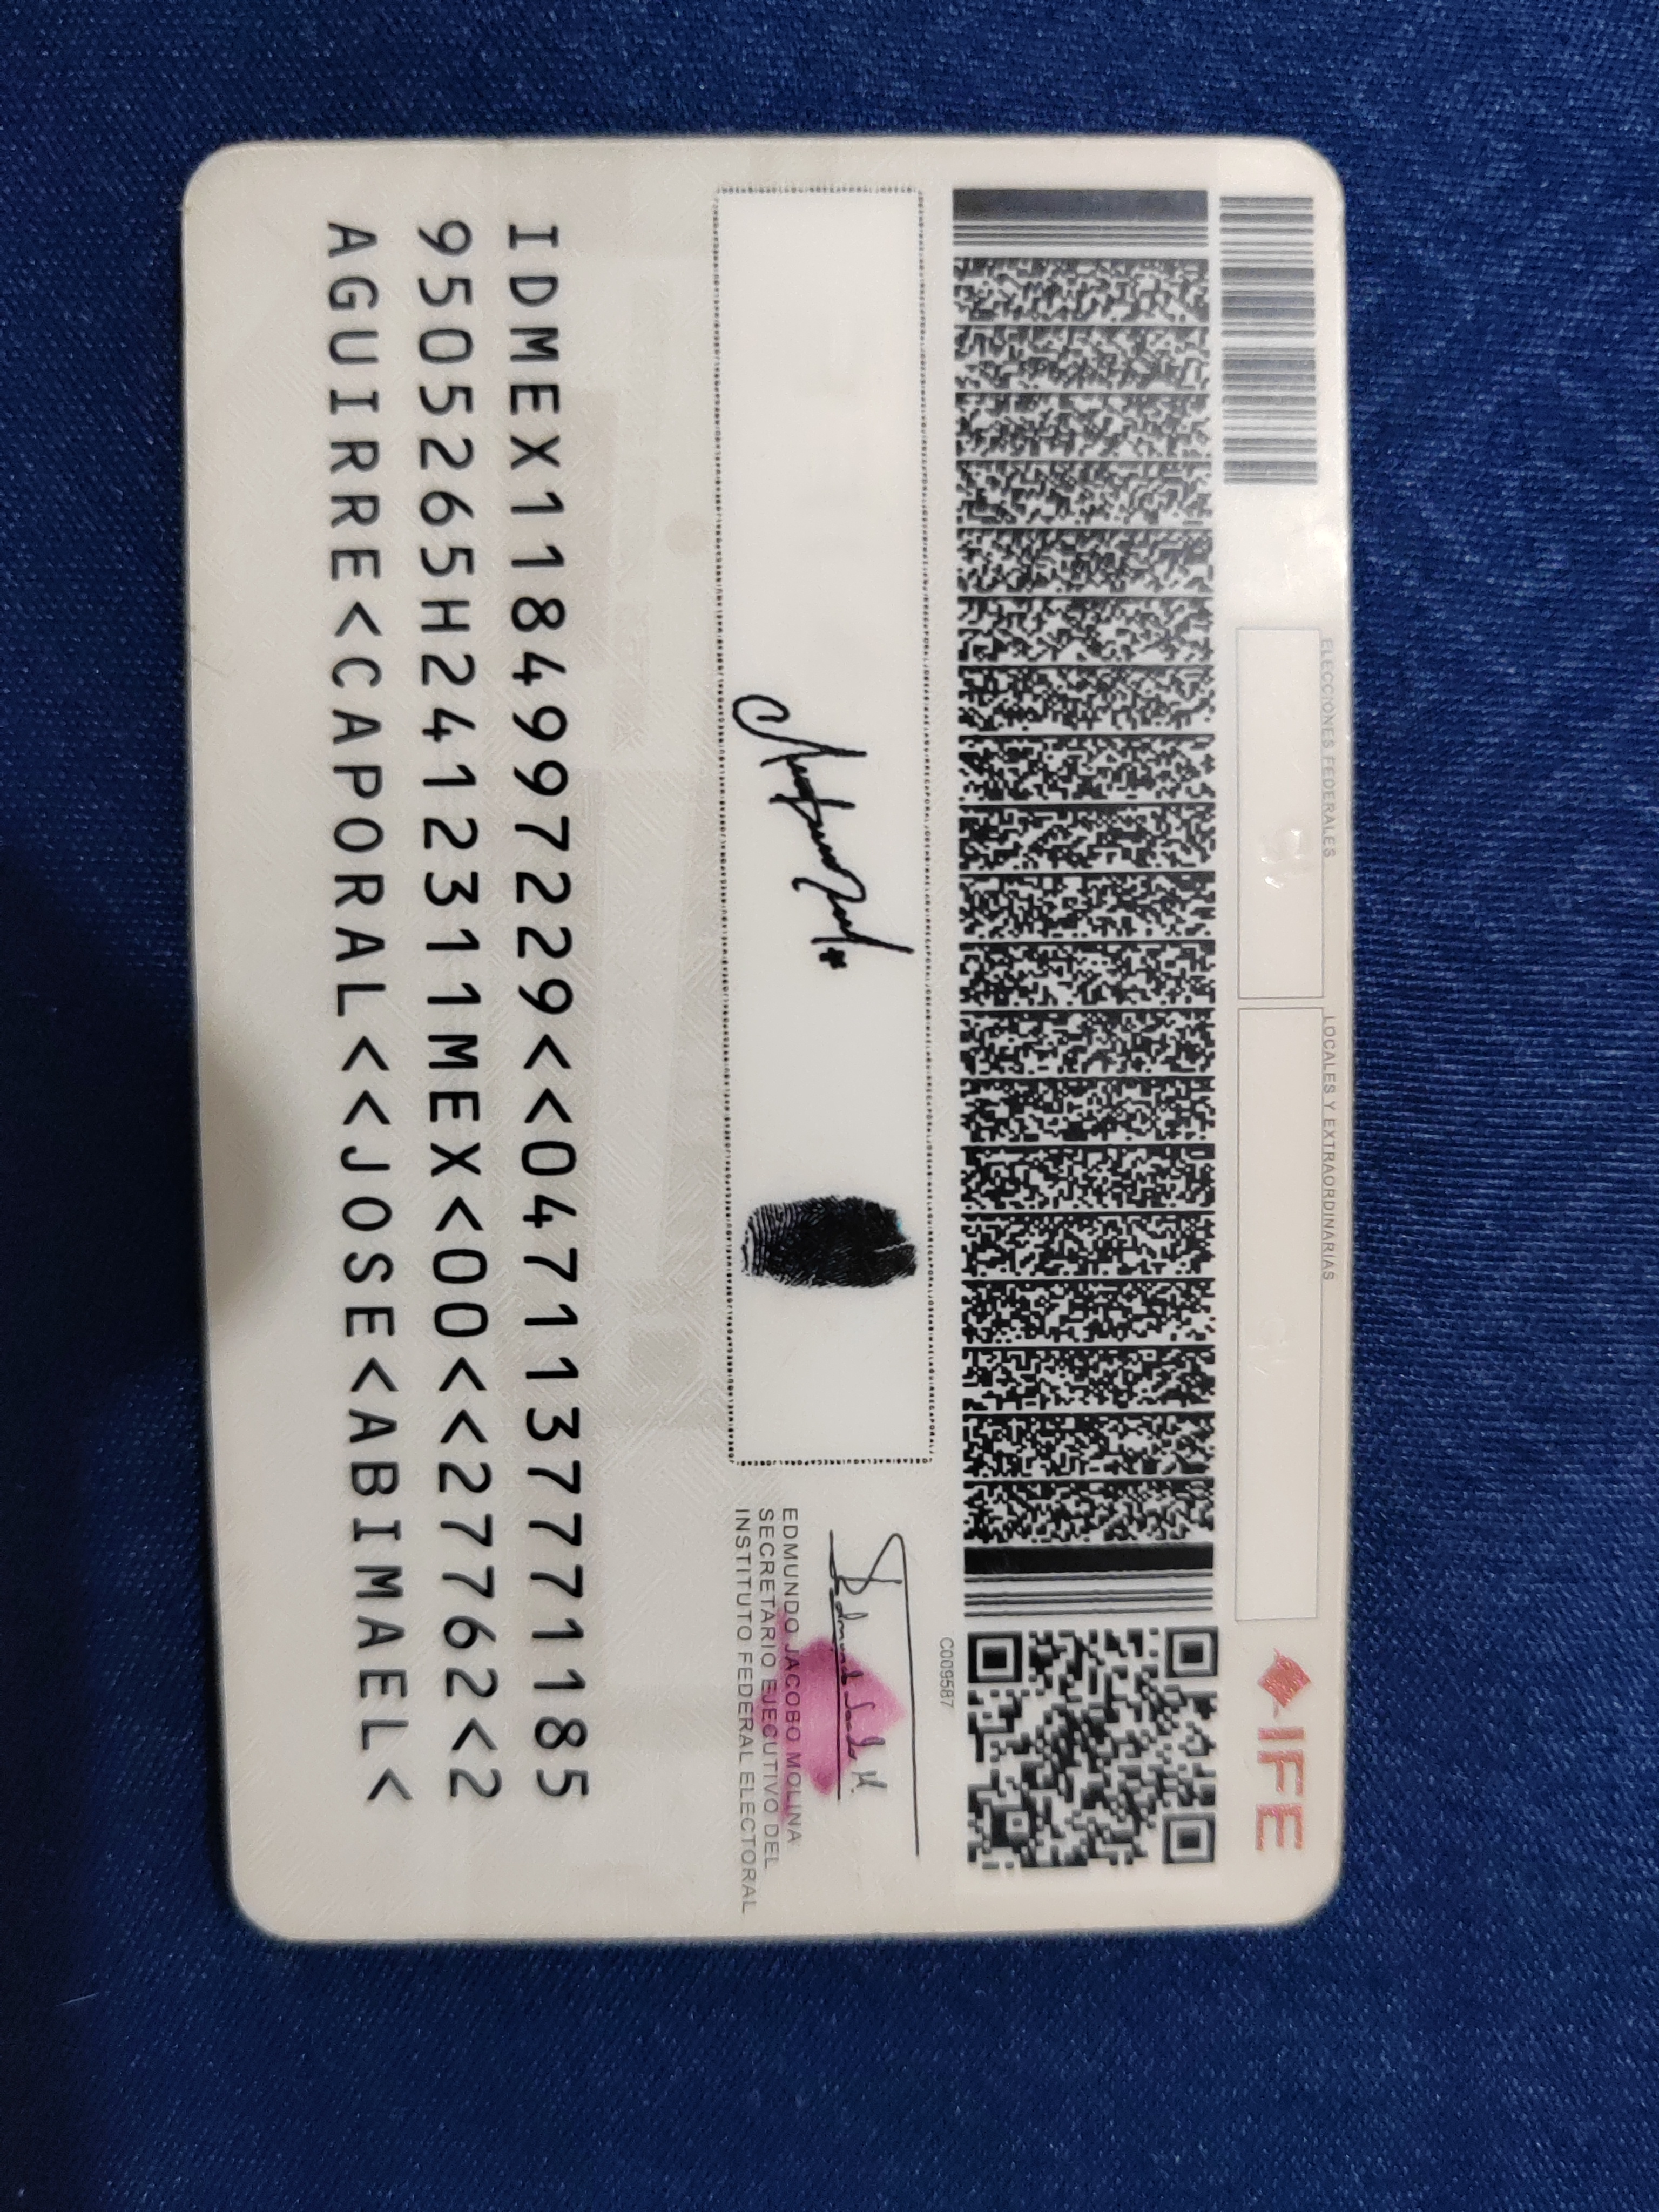 ELECCIONES FEDERALES
LOCALES Y EXTRAORDINARIAS
IFE
C009587
EDMUNDO JACOBO MOLINA
SECRETARIO EJECUTIVO DEL
INSTITUTO FEDERAL ELECTORAL
IDMEX1184997229<<0471137771185
9505265H2412311MEX<00<<27762<2
AGUIRRE<CAPORAL<<JOSE<ABIMAEL<